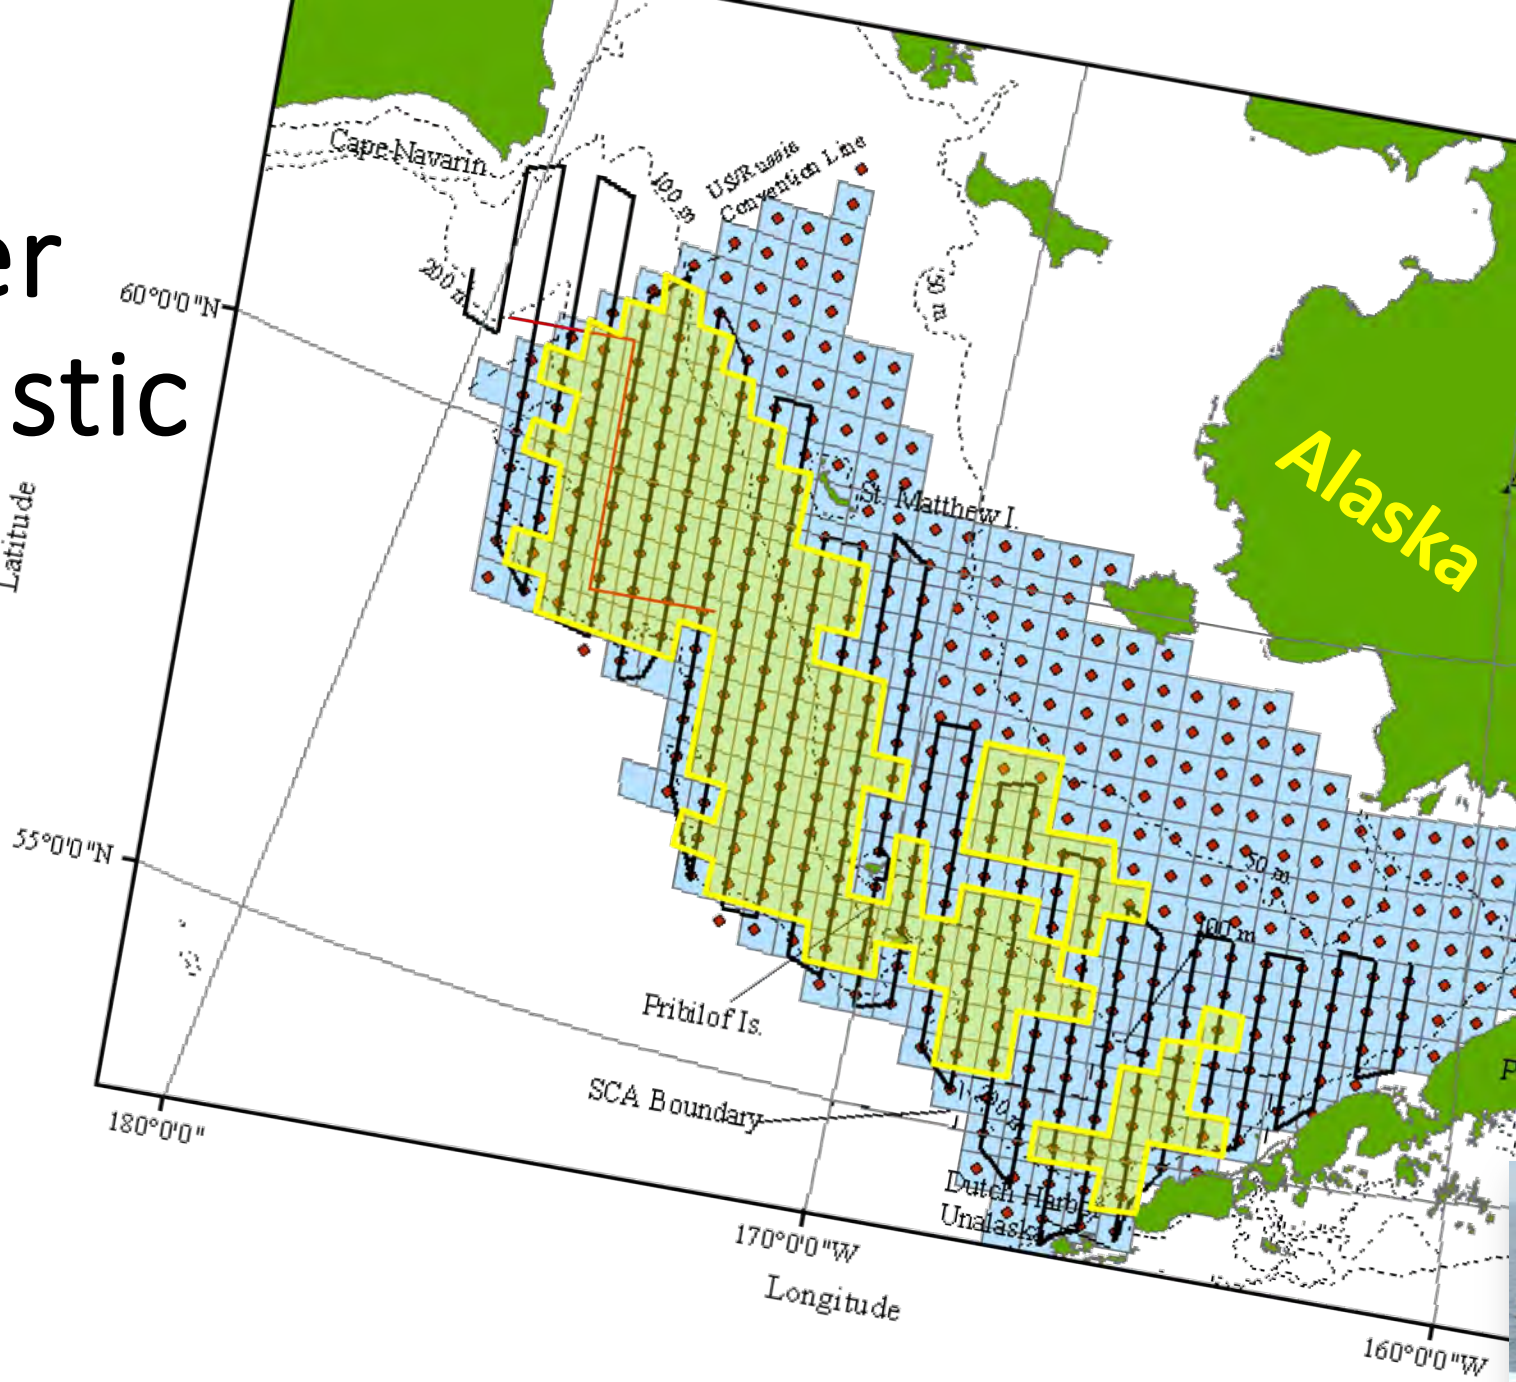 er
stic
Cape Navarin
200 m
100 m
US/Russia
Convention Line
50 m
60°0'0"N
St. Matthew I.
Alaska
Latitude
55°0'0"N
50 m
100 m
Pribilof Is.
SCA Boundary
200 m
P
180°0'0"
Dutch Harbor
Unalaska
170°0'0"W
Longitude
160°0'0"W